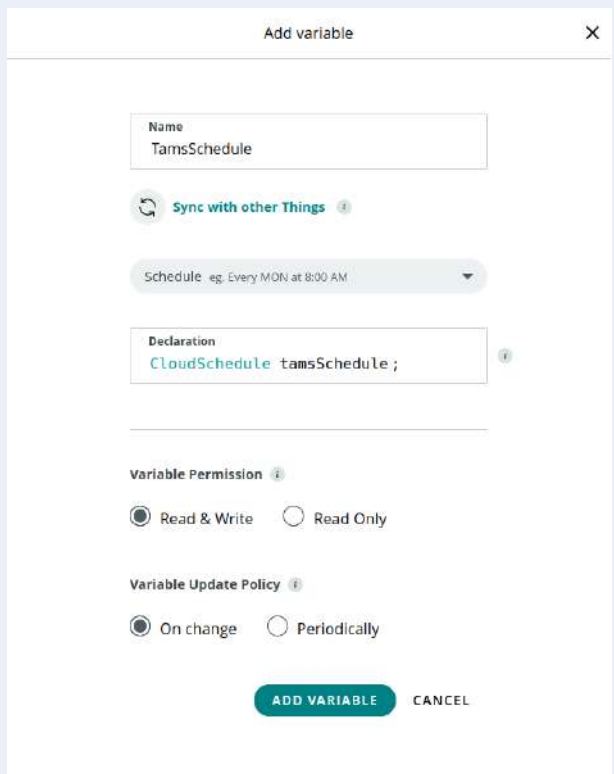 Add variable
Name
TamsSchedule
Sync with other Things i
Schedule eg. Every MON at 8:00 AM
Declaration
CloudSchedule tamsSchedule;
i
Variable Permission i
Read & Write Read Only
Variable Update Policy i
On change Periodically
ADD VARIABLE CANCEL